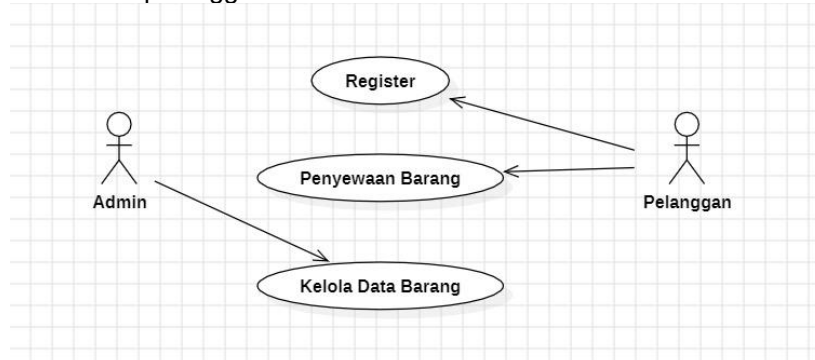 Register
Penyewaan Barang
Admin
Pelanggan
Kelola Data Barang